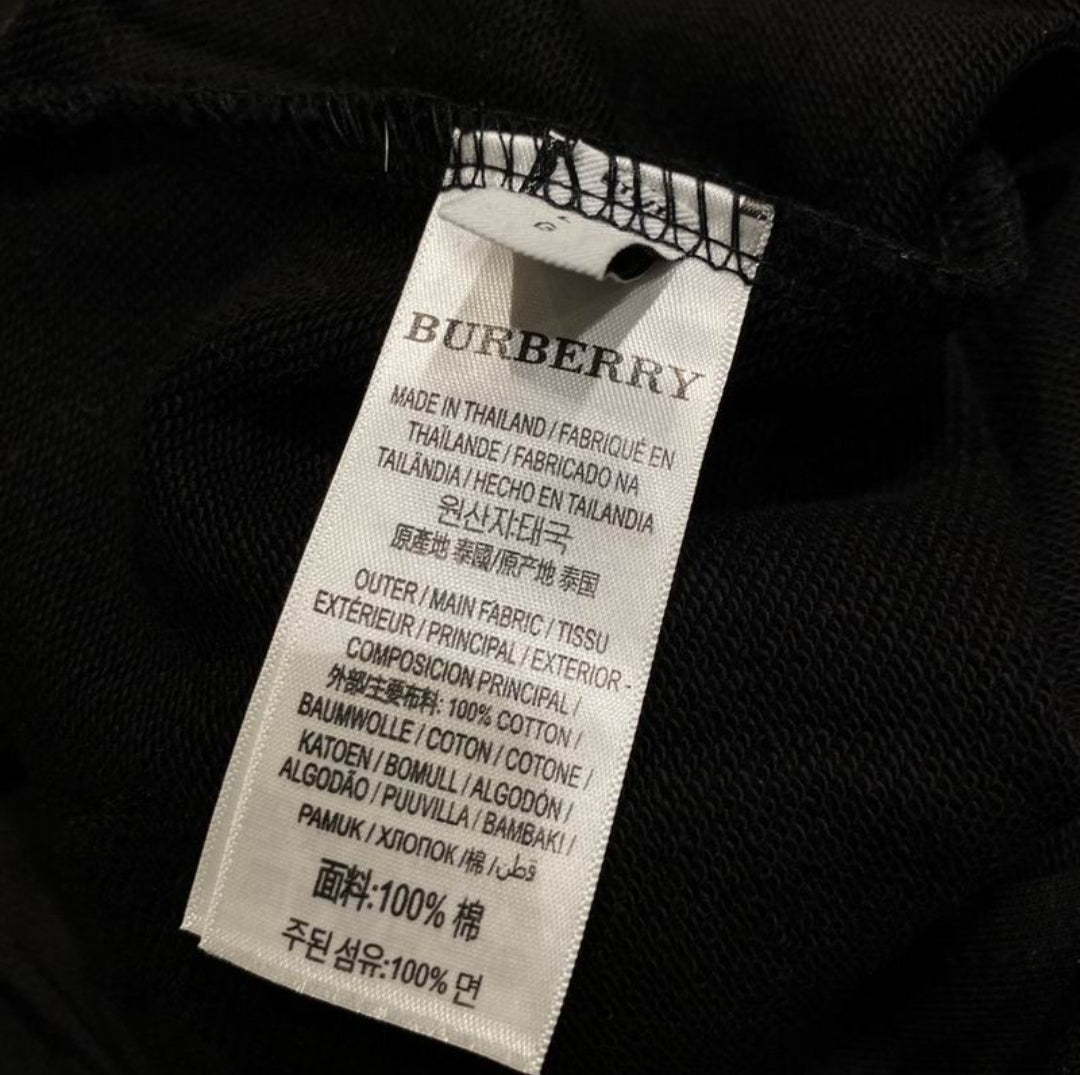 BURBERRY
MADE IN THAILAND / FABRIQUÉ EN
THAÏLANDE / FABRICADO NA
TAILÂNDIA / HECHO EN TAILANDIA
원산지:태국
原產地 泰國/原产地 泰国
OUTER / MAIN FABRIC / TISSU
EXTÉRIEUR / PRINCIPAL / EXTERIOR -
COMPOSICION PRINCIPAL /
外部/主要布料: 100% COTTON /
BAUMWOLLE / COTON / COTONE /
KATOEN / BOMULL / ALGODÓN /
ALGODÃO / PUUVILLA / BAMBAKI /
PAMUK / ХЛОПОК /棉 / قطن
面料:100% 棉
주된 섬유:100% 면